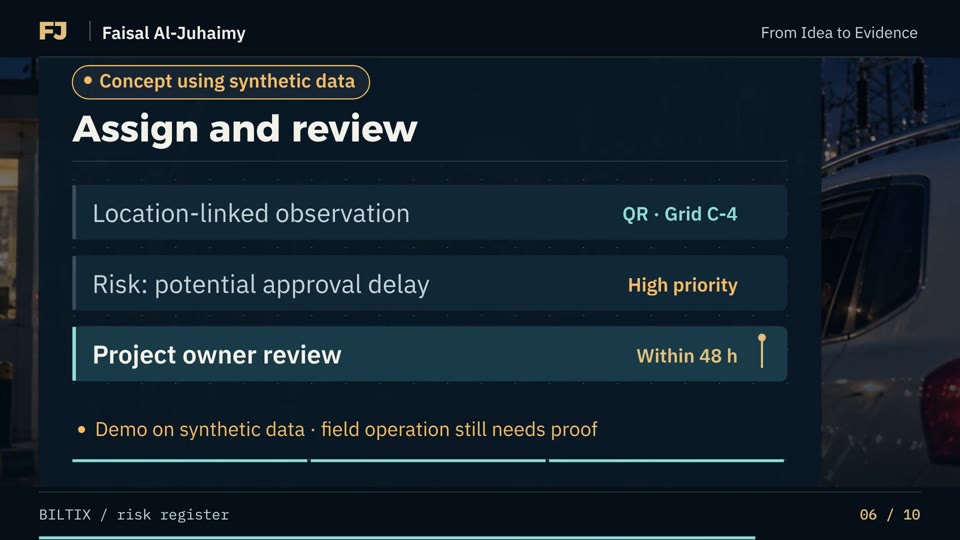 FJ
Faisal Al-Juhaimy
From Idea to Evidence
• Concept using synthetic data
Assign and review
Location-linked observation
QR · Grid C-4
Risk: potential approval delay
High priority
Project owner review
Within 48 h
• Demo on synthetic data · field operation still needs proof
BILTIX / risk register
06 / 10